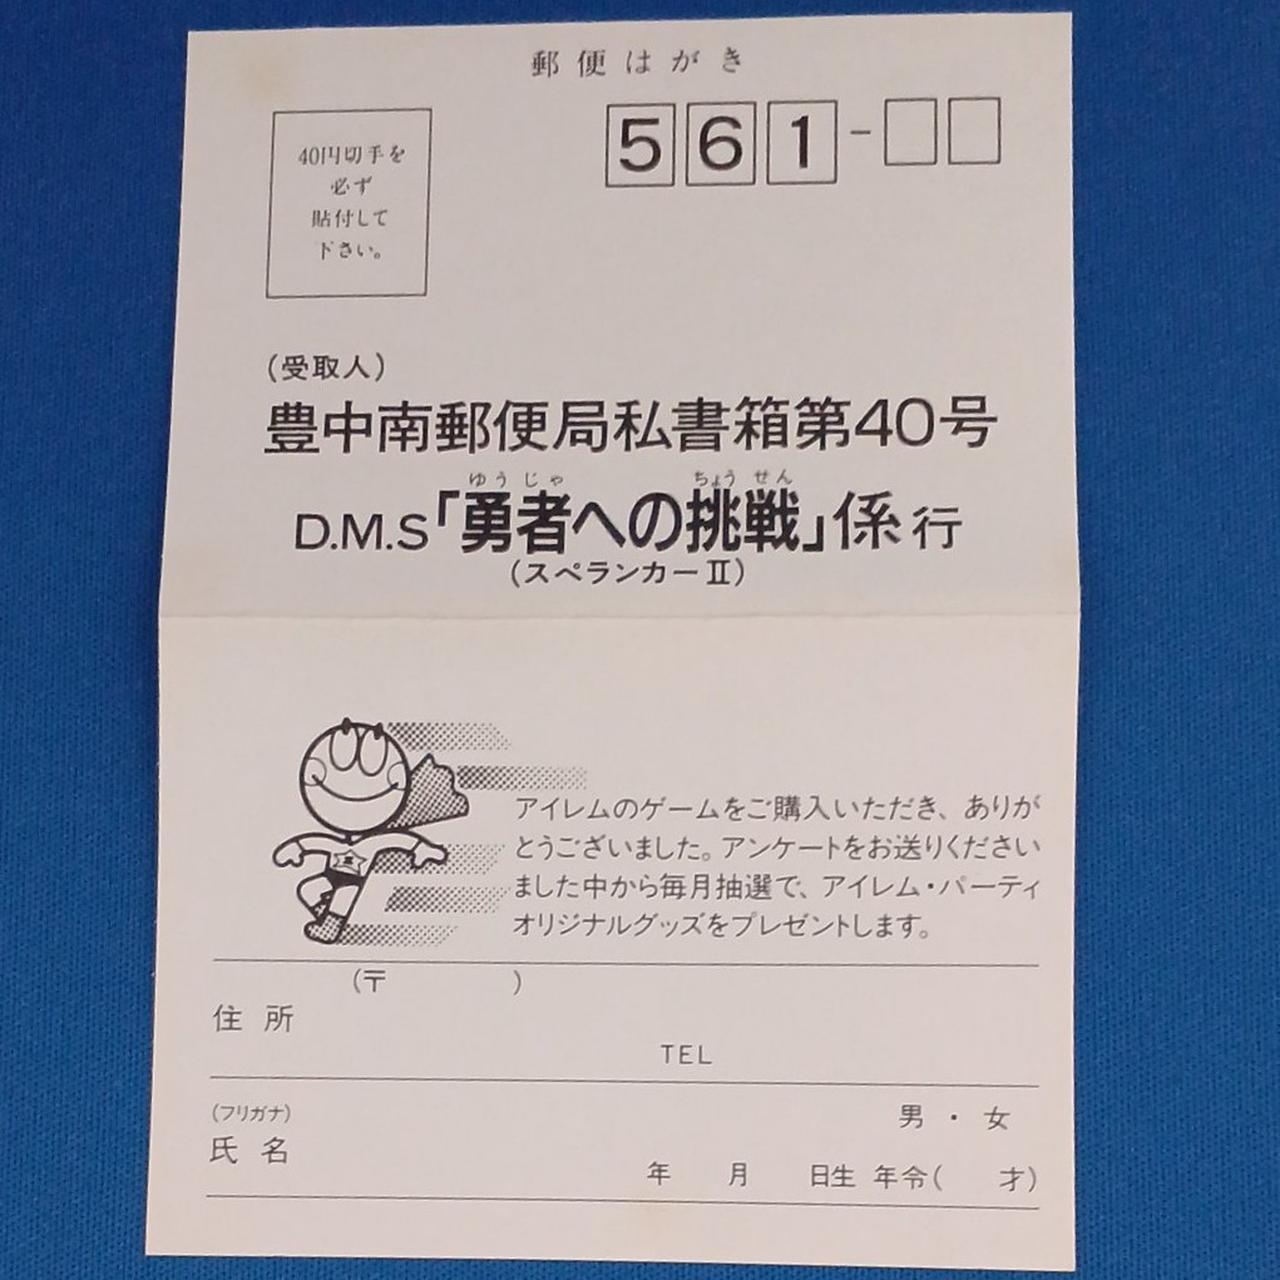 郵便はがき
561-
40円切手を
必ず
貼付して
下さい。
(受取人)
豊中南郵便局私書箱第40号
ゆうじゃ ちょうせん
D.M.S「勇者への挑戦」係行
(スペランカーⅡ)
アイレムのゲームをご購入いただき、ありが
とうございました。アンケートをお送りください
ました中から毎月抽選で、アイレム・パーティ
オリジナルグッズをプレゼントします。
(〒 )
住所
TEL
(フリガナ)
男・女
氏名
年 月 日生 年令( 才)